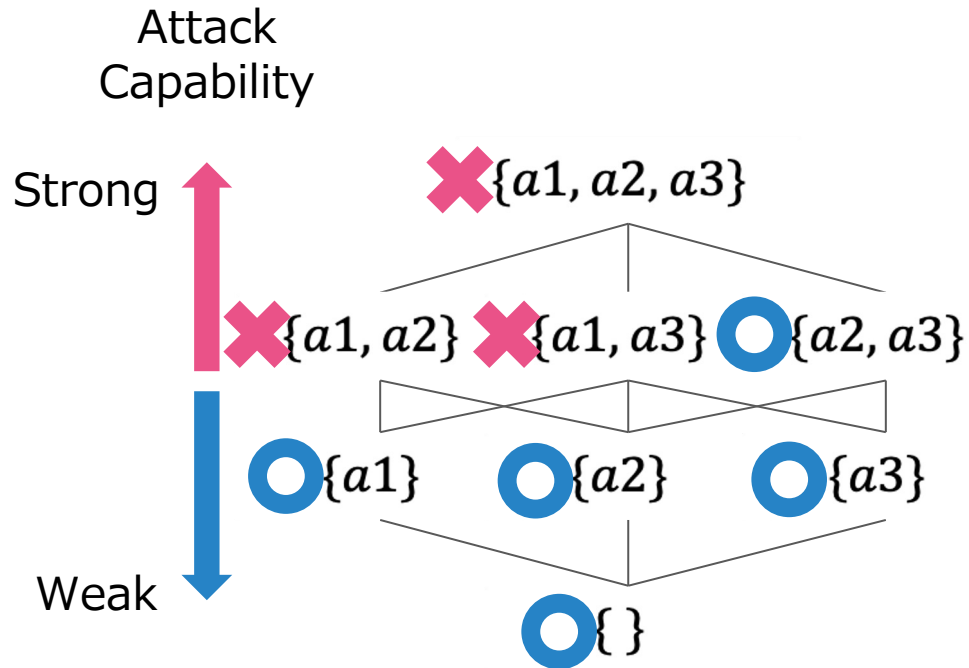 Attack
Capability
Strong
{a1, a2, a3}
{a1, a2} {a1, a3} {a2, a3}
{a1} {a2} {a3}
Weak
{ }